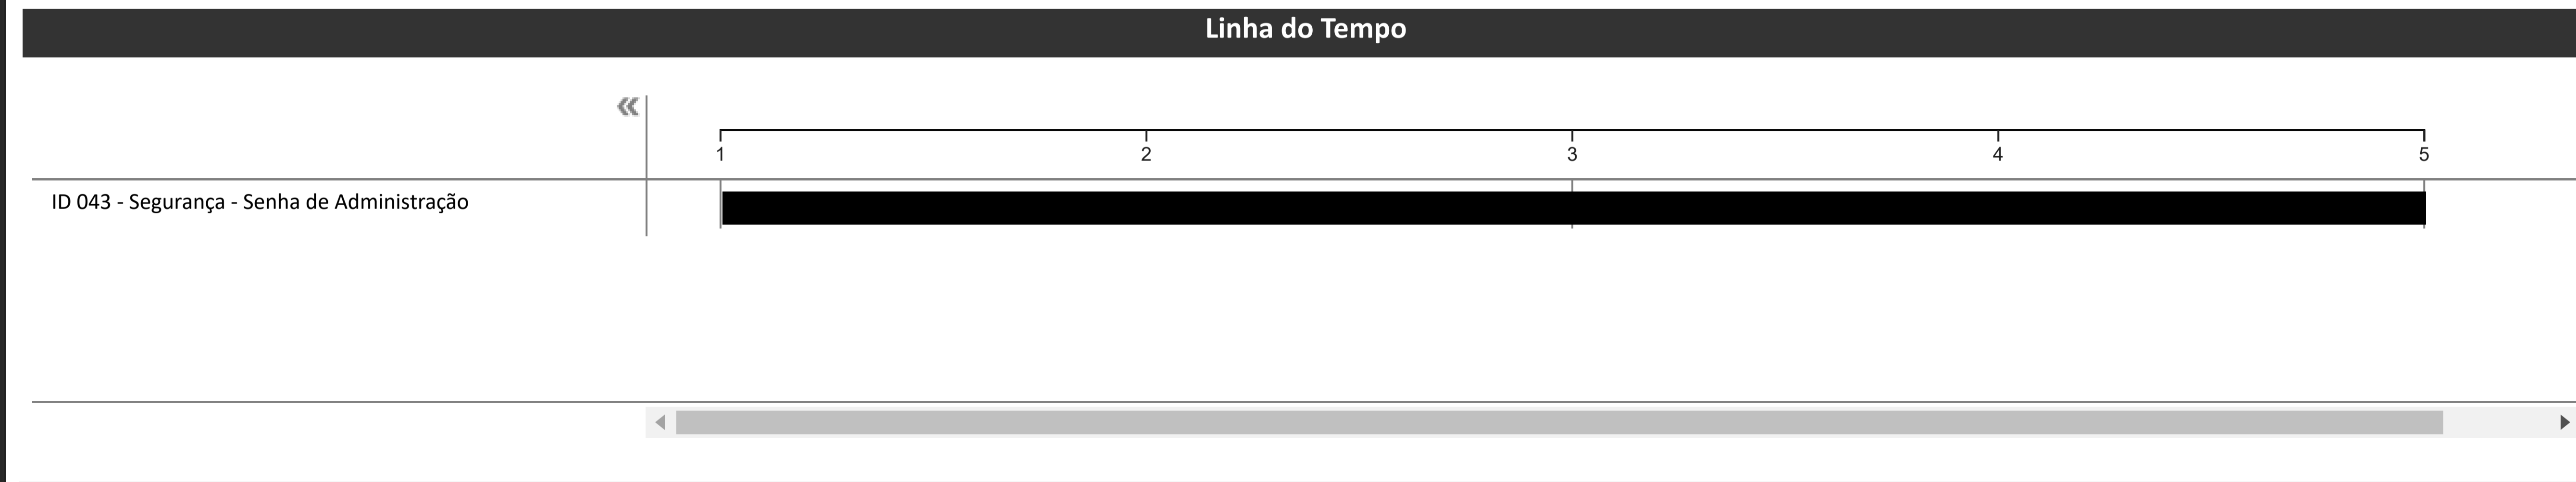 Linha do Tempo
1 2 3 4 5
ID 043 - Segurança - Senha de Administração